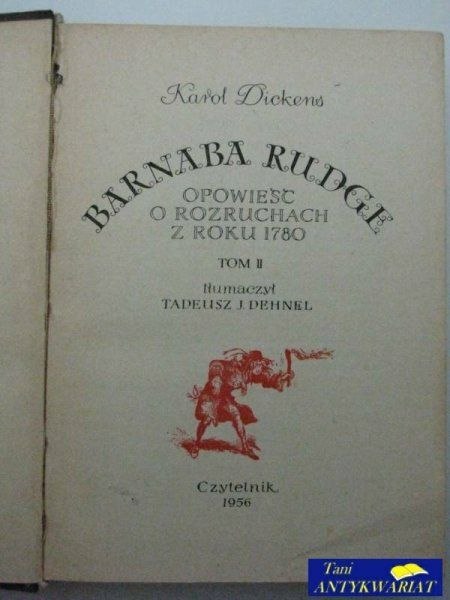 Karol Dickens
BARNABA RUDGE
OPOWIEŚĆ
O ROZRUCHACH
Z ROKU 1780
TOM II
tłumaczył
TADEUSZ J. DEHNEL
Czytelnik
1956
Tani
ANTYKWARIAT